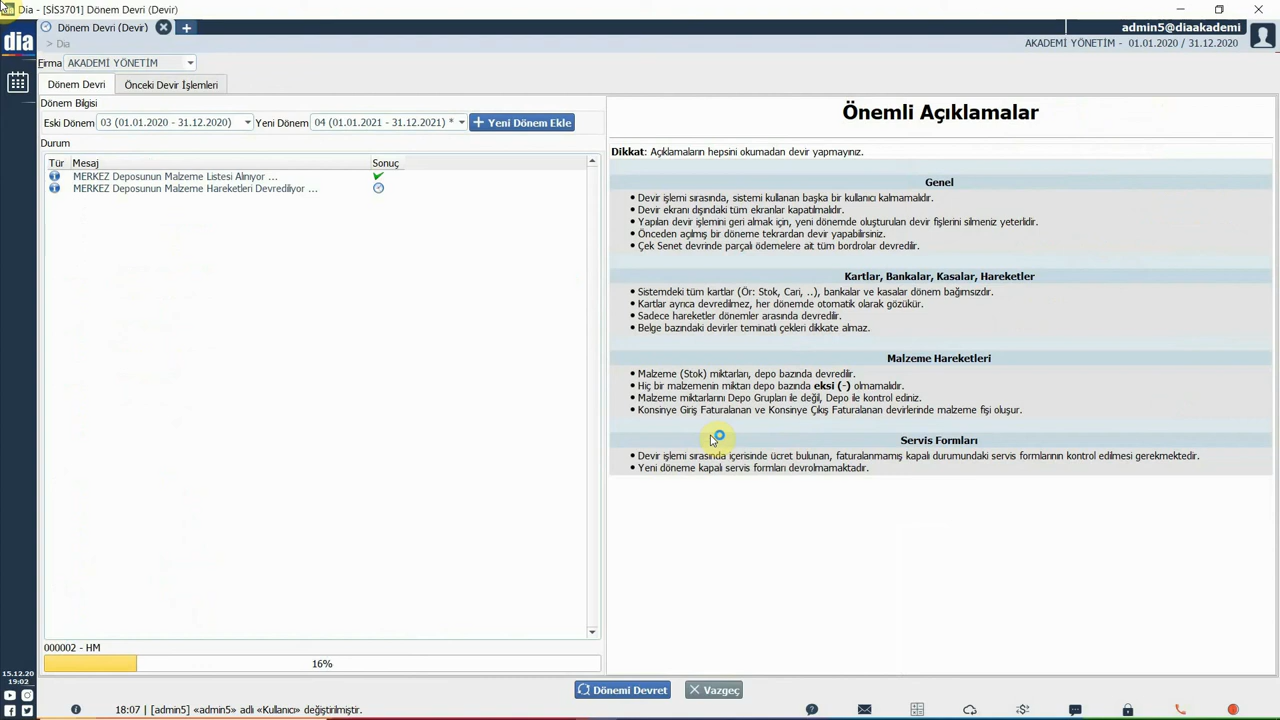 Dia - [SİS3701] Dönem Devri (Devir)
Dönem Devri (Devir)
admin5@diaakademi
dia
> Dia
AKADEMİ YÖNETİM - 01.01.2020 / 31.12.2020
Firma AKADEMİ YÖNETİM
Dönem Devri
Önceki Devir İşlemleri
Dönem Bilgisi
Eski Dönem 03 (01.01.2020 - 31.12.2020) Yeni Dönem 04 (01.01.2021 - 31.12.2021) * Yeni Dönem Ekle
Durum
Tür Mesaj Sonuç
MERKEZ Deposunun Malzeme Listesi Alınıyor ...
MERKEZ Deposunun Malzeme Hareketleri Devrediliyor ...
000002 - HM
16%
Önemli Açıklamalar
Dikkat: Açıklamaların hepsini okumadan devir yapmayınız.
Genel
• Devir işlemi sırasında, sistemi kullanan başka bir kullanıcı kalmamalıdır.
• Devir ekranı dışındaki tüm ekranlar kapatılmalıdır.
• Yapılan devir işlemini geri almak için, yeni dönemde oluşturulan devir fişlerini silmeniz yeterlidir.
• Önceden açılmış bir döneme tekrardan devir yapabilirsiniz.
• Çek Senet devrinde parçalı ödemelere ait tüm bordrolar devredilir.
Kartlar, Bankalar, Kasalar, Hareketler
• Sistemdeki tüm kartlar (Ör: Stok, Cari, ..), bankalar ve kasalar dönem bağımsızdır.
• Kartlar ayrıca devredilmez, her dönemde otomatik olarak gözükür.
• Sadece hareketler dönemler arasında devredilir.
• Belge bazındaki devirler teminatlı çekleri dikkate almaz.
Malzeme Hareketleri
• Malzeme (Stok) miktarları, depo bazında devredilir.
• Hiç bir malzemenin miktarı depo bazında eksi (-) olmamalıdır.
• Malzeme miktarlarını Depo Grupları ile değil, Depo ile kontrol ediniz.
• Konsinye Giriş Faturalanan ve Konsinye Çıkış Faturalanan devirlerinde malzeme fişi oluşur.
Servis Formları
• Devir işlemi sırasında içerisinde ücret bulunan, faturalanmamış kapalı durumundaki servis formlarının kontrol edilmesi gerekmektedir.
• Yeni döneme kapalı servis formları devrolmamaktadır.
Dönemi Devret
Vazgeç
15.12.20
19:02
18:07 | [admin5] «admin5» adlı «Kullanıcı» değiştirilmiştir.